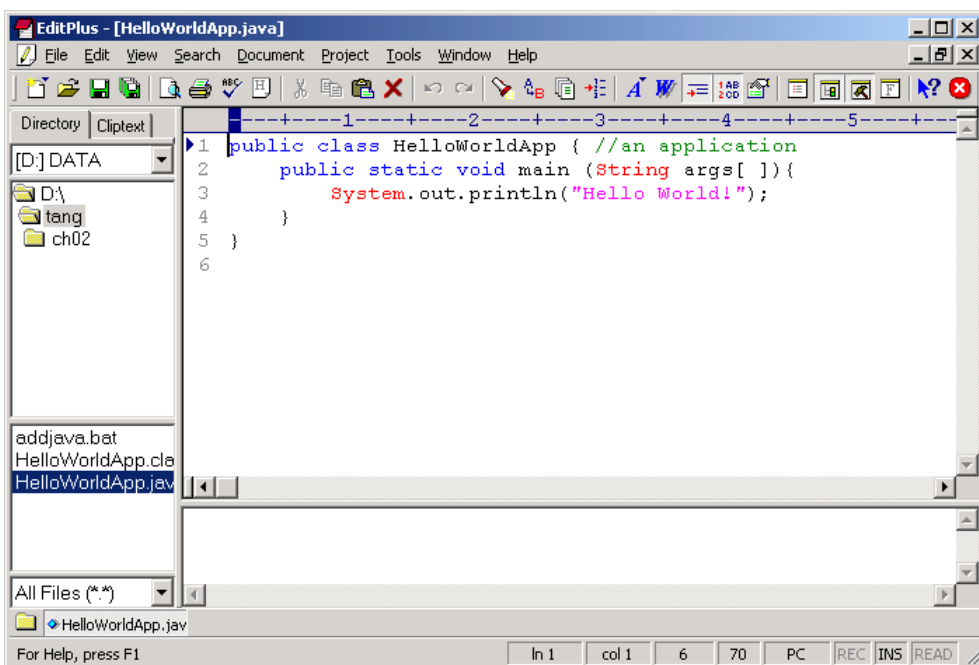 EditPlus - [HelloWorldApp.java]
File Edit View Search Document Project Tools Window Help
Directory Cliptext
----+----1----+----2----+----3----+----4----+----5----+---
[D:] DATA
D:\
tang
ch02
1 public class HelloWorldApp { //an application
2 public static void main (String args[ ]){
3 System.out.println("Hello World!");
4 }
5 }
6
addjava.bat
HelloWorldApp.cla
HelloWorldApp.jav
All Files (*.*)
HelloWorldApp.jav
For Help, press F1 ln 1 col 1 6 70 PC REC INS READ